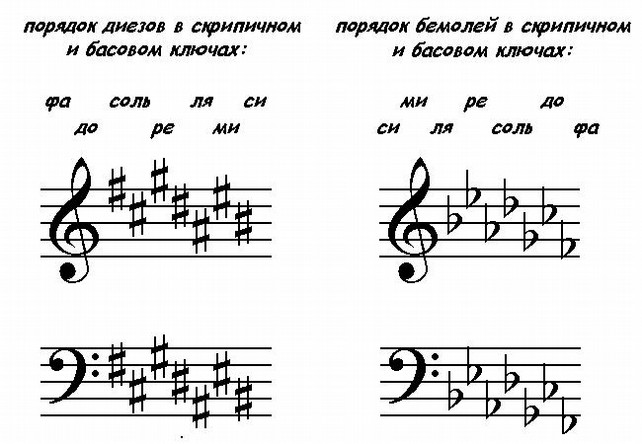 порядок диезов в скрипичном
и басовом ключах:
фа соль ля си
до ре ми
порядок бемолей в скрипичном
и басовом ключах:
ми ре до
си ля соль фа